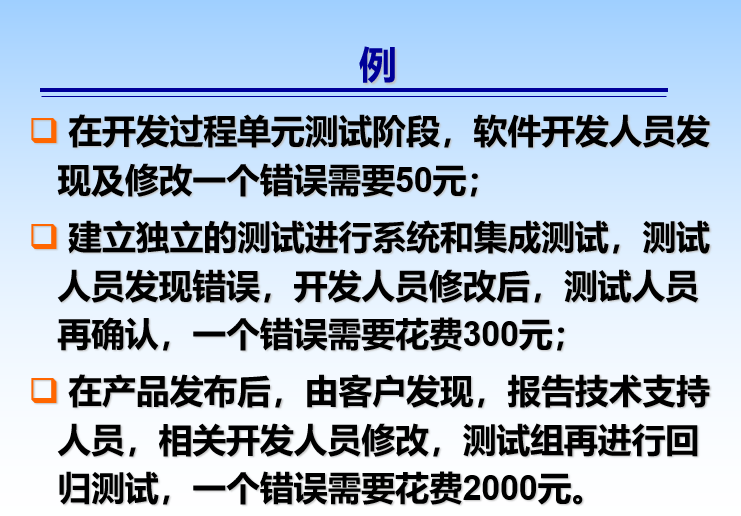 例
在开发过程单元测试阶段，软件开发人员发
现及修改一个错误需要50元；
建立独立的测试进行系统和集成测试，测试
人员发现错误，开发人员修改后，测试人员
再确认，一个错误需要花费300元；
在产品发布后，由客户发现，报告技术支持
人员，相关开发人员修改，测试组再进行回
归测试，一个错误需要花费2000元。